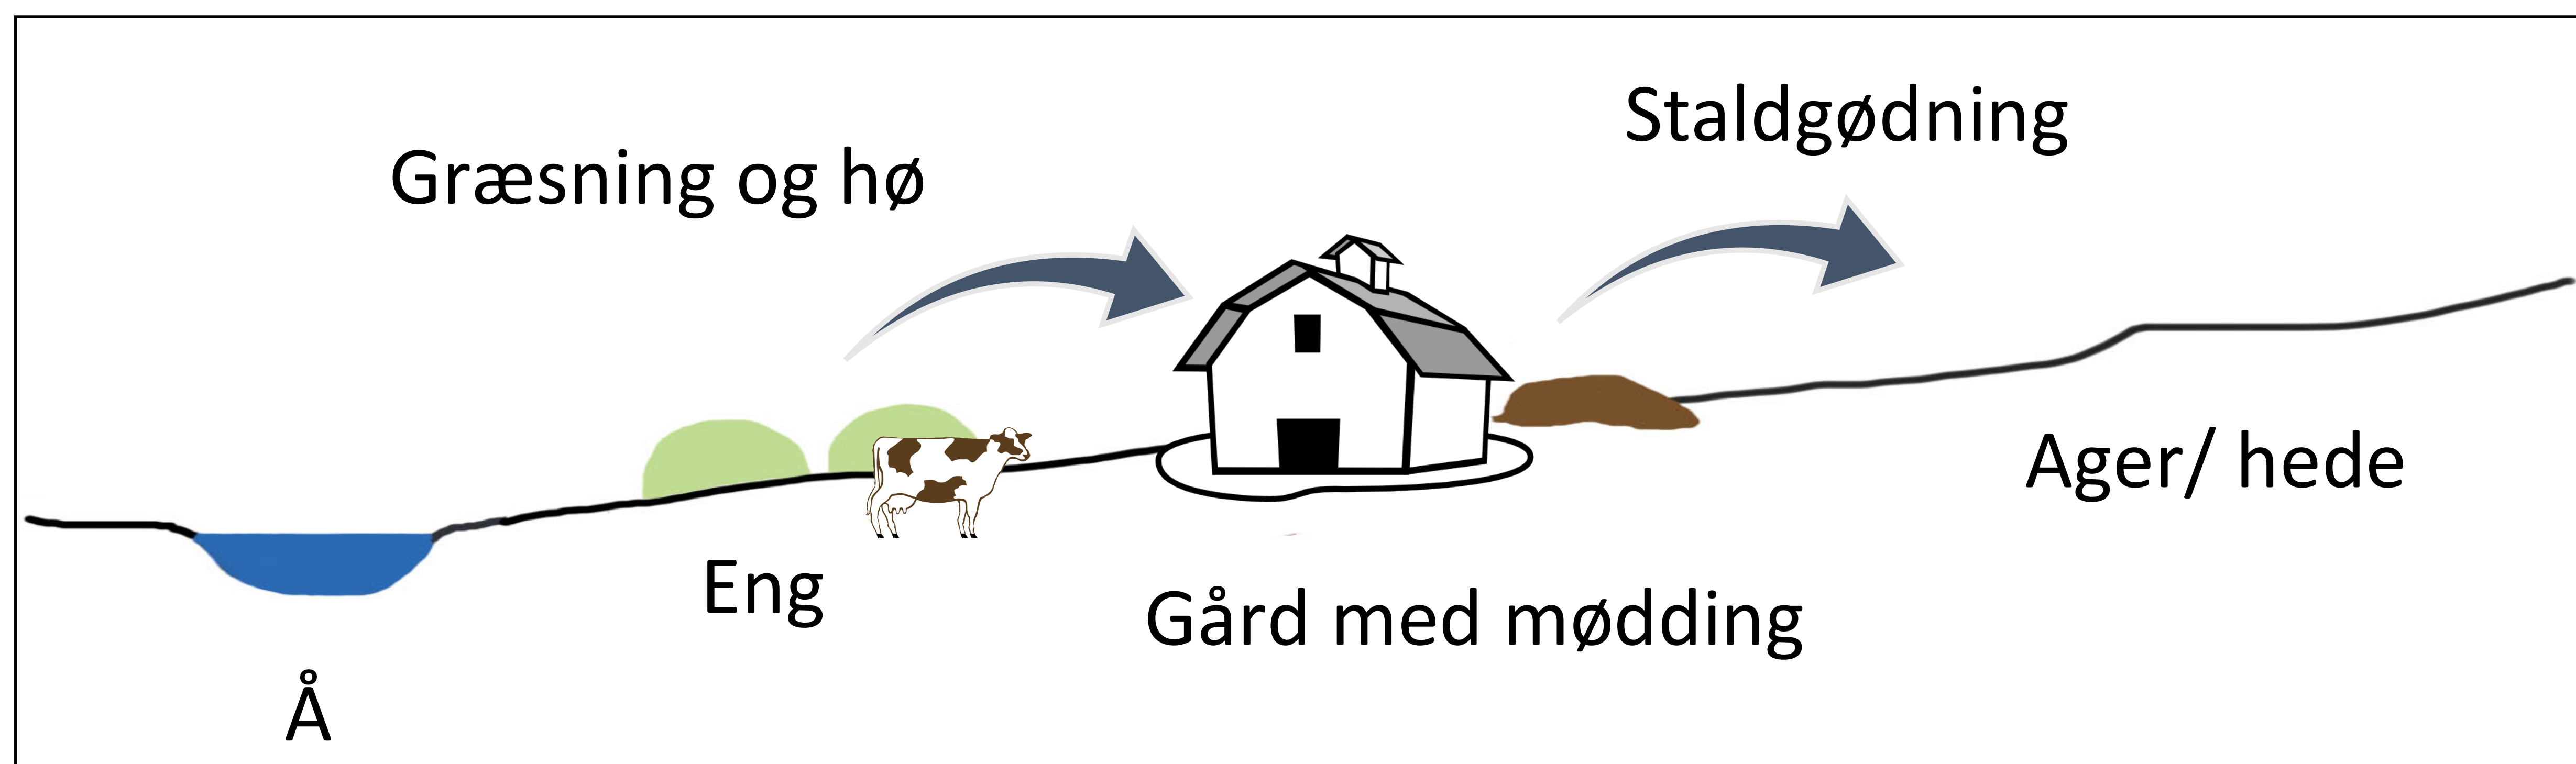 Staldgødning
Græsning og hø
Ager/ hede
Eng
Gård med mødding
Å